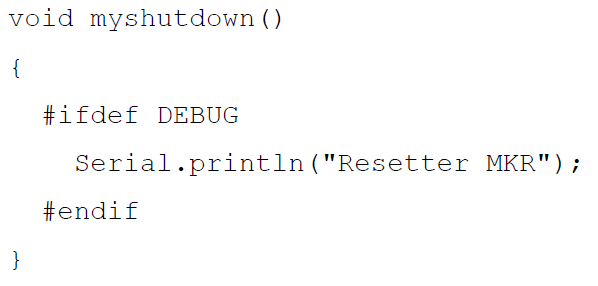 void myshutdown()
{
  #ifdef DEBUG
    Serial.println("Resetter MKR");
  #endif
}